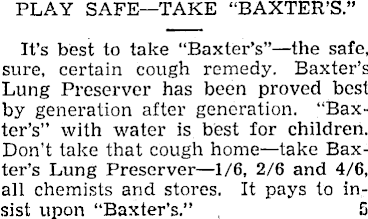 PLAY SAFE—TAKE “BAXTER’S.”
It’s best to take “Baxter’s”—the safe,
sure, certain cough remedy. Baxter’s
Lung Preserver has been proved best
by generation after generation. “Bax-
ter’s” with water is best for children.
Don’t take that cough home—take Bax-
ter’s Lung Preserver—1/6, 2/6 and 4/6,
all chemists and stores. It pays to in-
sist upon “Baxter’s.” 5